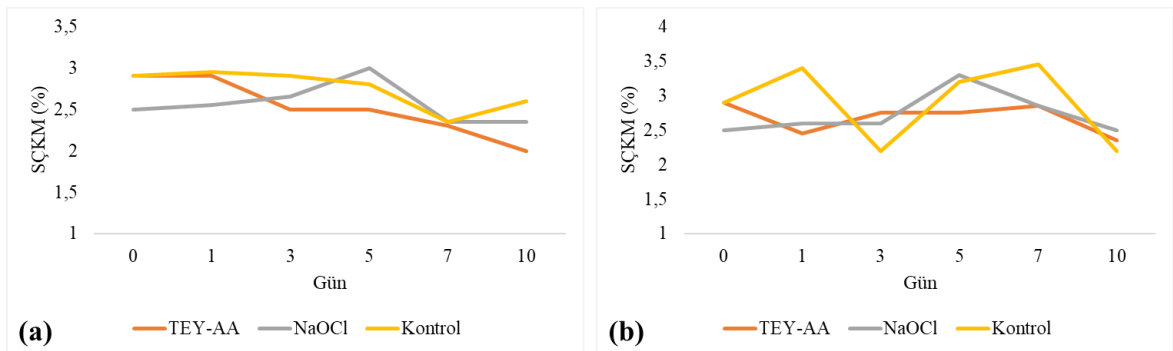 3,5
3
2,5
2
1,5
1
SÇKM (%)
0 1 3 5 7 10
Gün
(a)
TEY-AA NaOCl Kontrol
4
3,5
3
2,5
2
1,5
1
SÇKM (%)
0 1 3 5 7 10
Gün
(b)
TEY-AA NaOCl Kontrol